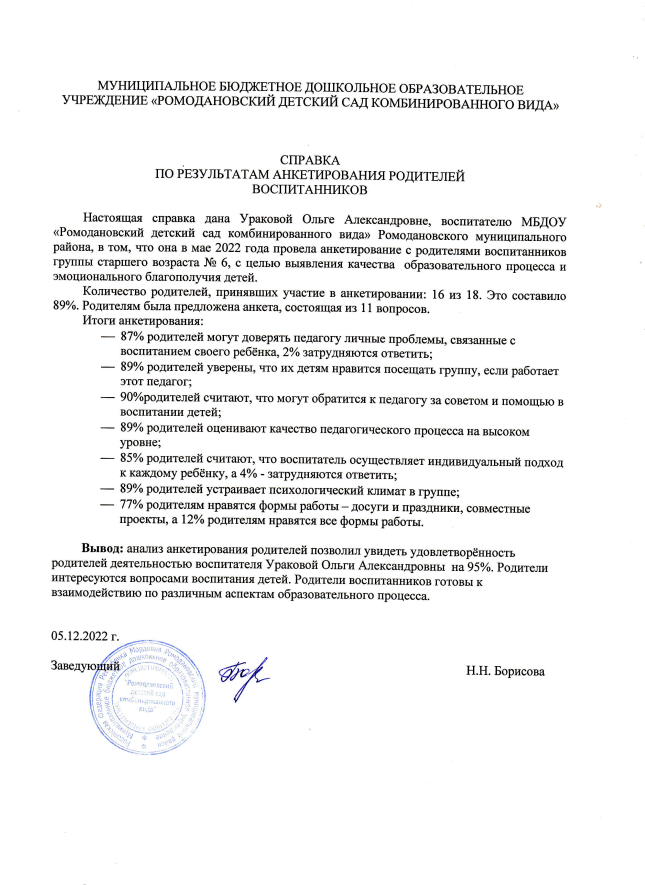 МУНИЦИПАЛЬНОЕ БЮДЖЕТНОЕ ДОШКОЛЬНОЕ ОБРАЗОВАТЕЛЬНОЕ
УЧРЕЖДЕНИЕ «РОМОДАНОВСКИЙ ДЕТСКИЙ САД КОМБИНИРОВАННОГО ВИДА»
СПРАВКА
ПО РЕЗУЛЬТАТАМ АНКЕТИРОВАНИЯ РОДИТЕЛЕЙ
ВОСПИТАННИКОВ
Настоящая справка дана Ураковой Ольге Александровне, воспитателю МБДОУ
«Ромодановский детский сад комбинированного вида» Ромодановского муниципального
района, в том, что она в мае 2022 года провела анкетирование с родителями воспитанников
группы старшего возраста № 6, с целью выявления качества образовательного процесса и
эмоционального благополучия детей.
Количество родителей, принявших участие в анкетировании: 16 из 18. Это составило
89%. Родителям была предложена анкета, состоящая из 11 вопросов.
Итоги анкетирования:
— 87% родителей могут доверять педагогу личные проблемы, связанные с
воспитанием своего ребёнка, 2% затрудняются ответить;
— 89% родителей уверены, что их детям нравится посещать группу, если работает
этот педагог;
— 90%родителей считают, что могут обратится к педагогу за советом и помощью в
воспитании детей;
— 89% родителей оценивают качество педагогического процесса на высоком
уровне;
— 85% родителей считают, что воспитатель осуществляет индивидуальный подход
к каждому ребёнку, а 4% - затрудняются ответить;
— 89% родителей устраивает психологический климат в группе;
— 77% родителям нравятся формы работы – досуги и праздники, совместные
проекты, а 12% родителям нравятся все формы работы.
Вывод: анализ анкетирования родителей позволил увидеть удовлетворённость
родителей деятельностью воспитателя Ураковой Ольги Александровны на 95%. Родители
интересуются вопросами воспитания детей. Родители воспитанников готовы к
взаимодействию по различным аспектам образовательного процесса.
05.12.2022 г.
Заведующий
Н.Н. Борисова
"Ромодановский
детский сад
комбинированного
вида"